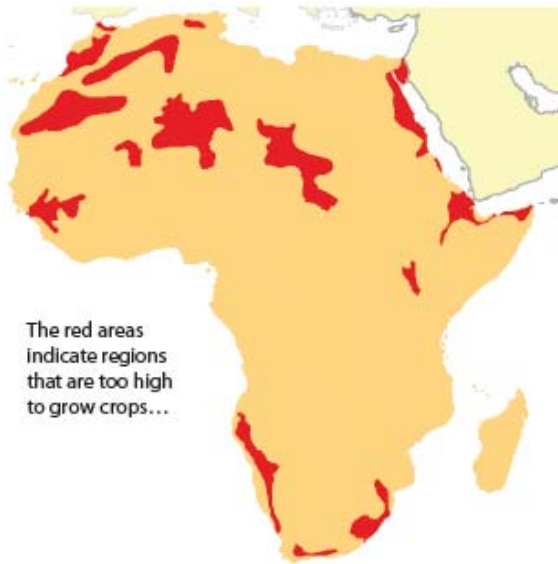 The red areas
indicate regions
that are too high
to grow crops...